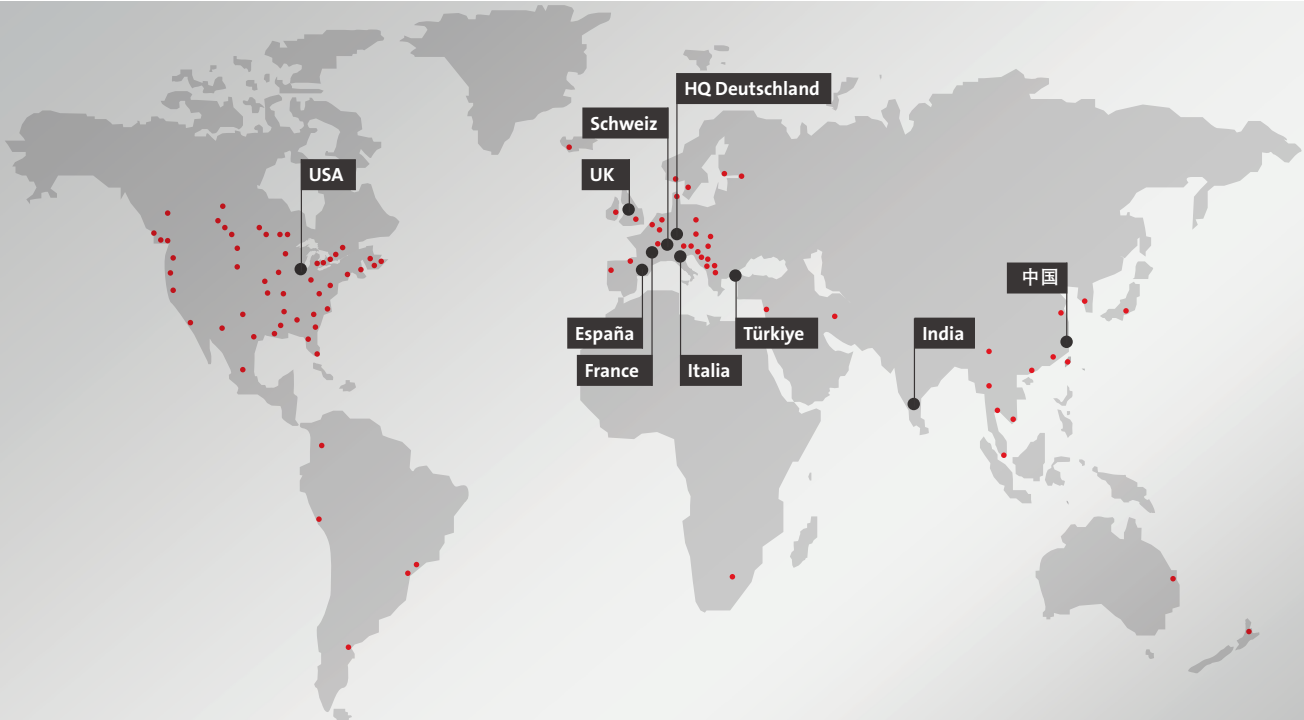 HQ Deutschland
Schweiz
UK
USA
中国
España
Türkiye
India
France
Italia